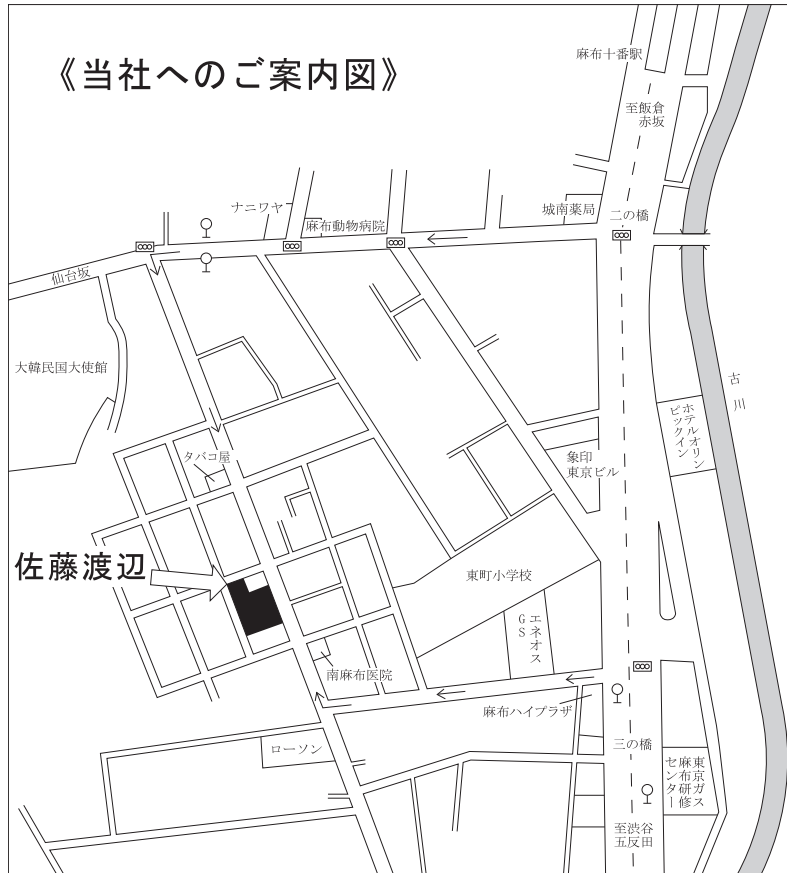 《当社へのご案内図》
麻布十番駅
至飯倉
赤坂
ナニワヤ
麻布動物病院
城南薬局
二の橋
仙台坂
大韓民国大使館
古川
ホテルオリン
ピックイン
タバコ屋
象印
東京ビル
佐藤渡辺
東町小学校
エネオス
GS
南麻布医院
麻布ハイプラザ
ローソン
三の橋
東京ガス
麻布研修
センター
至渋谷
五反田